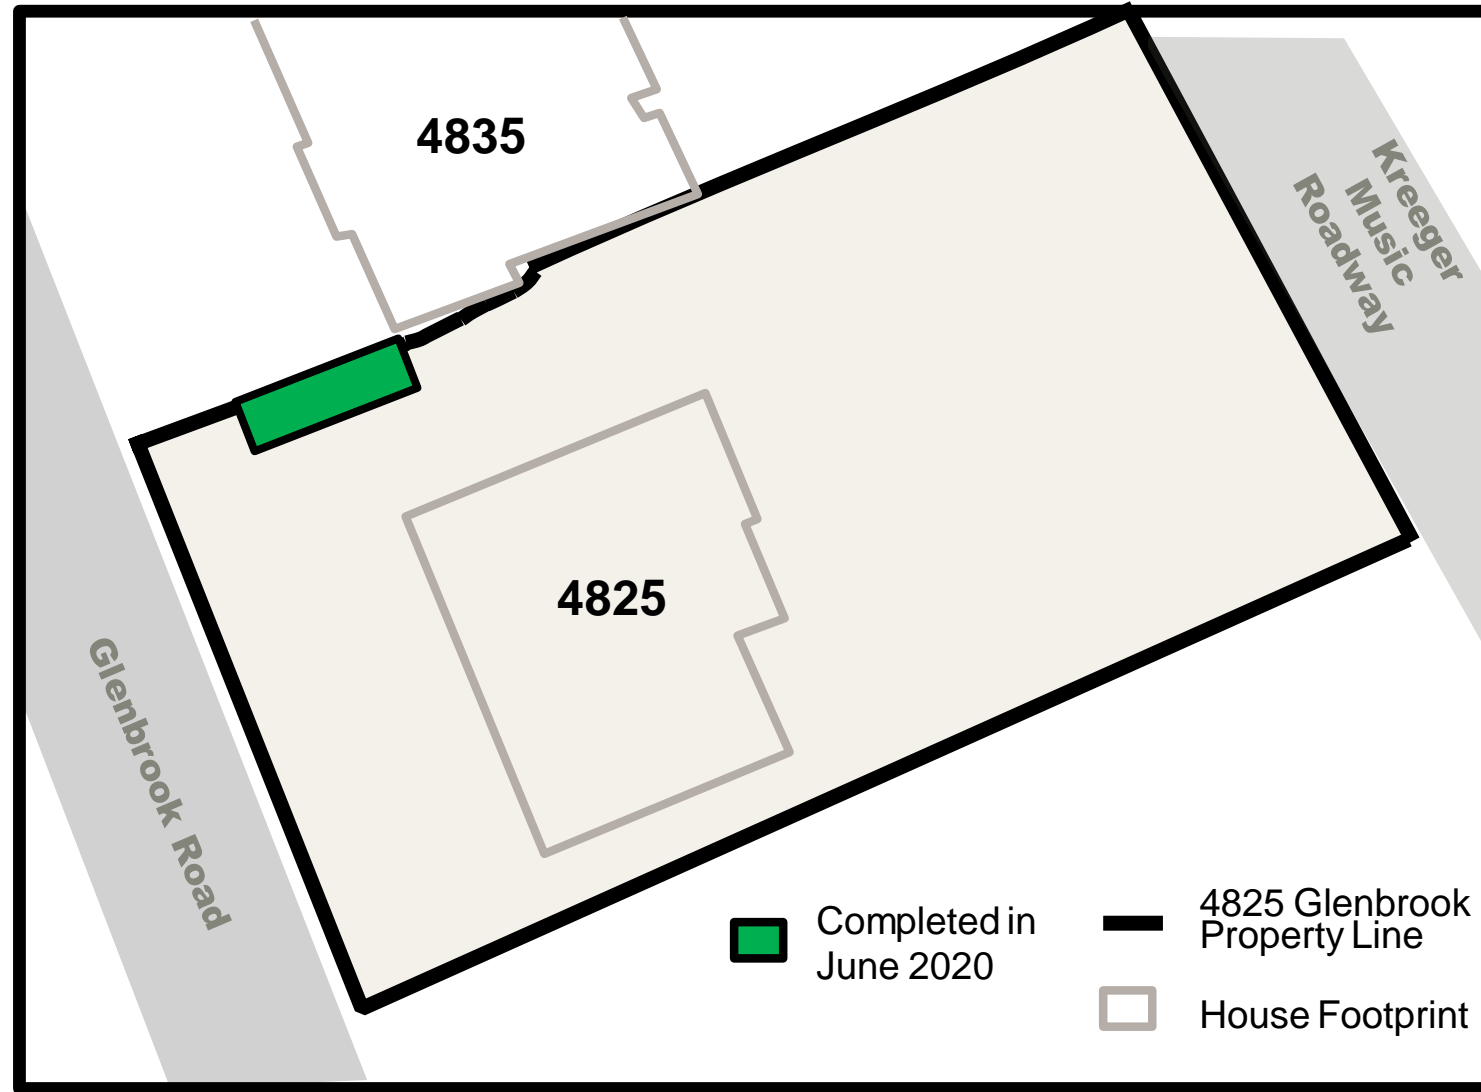 4835
Kreeger
Music
Roadway
4825
Glenbrook Road
Completed in
June 2020
4825 Glenbrook
Property Line
House Footprint